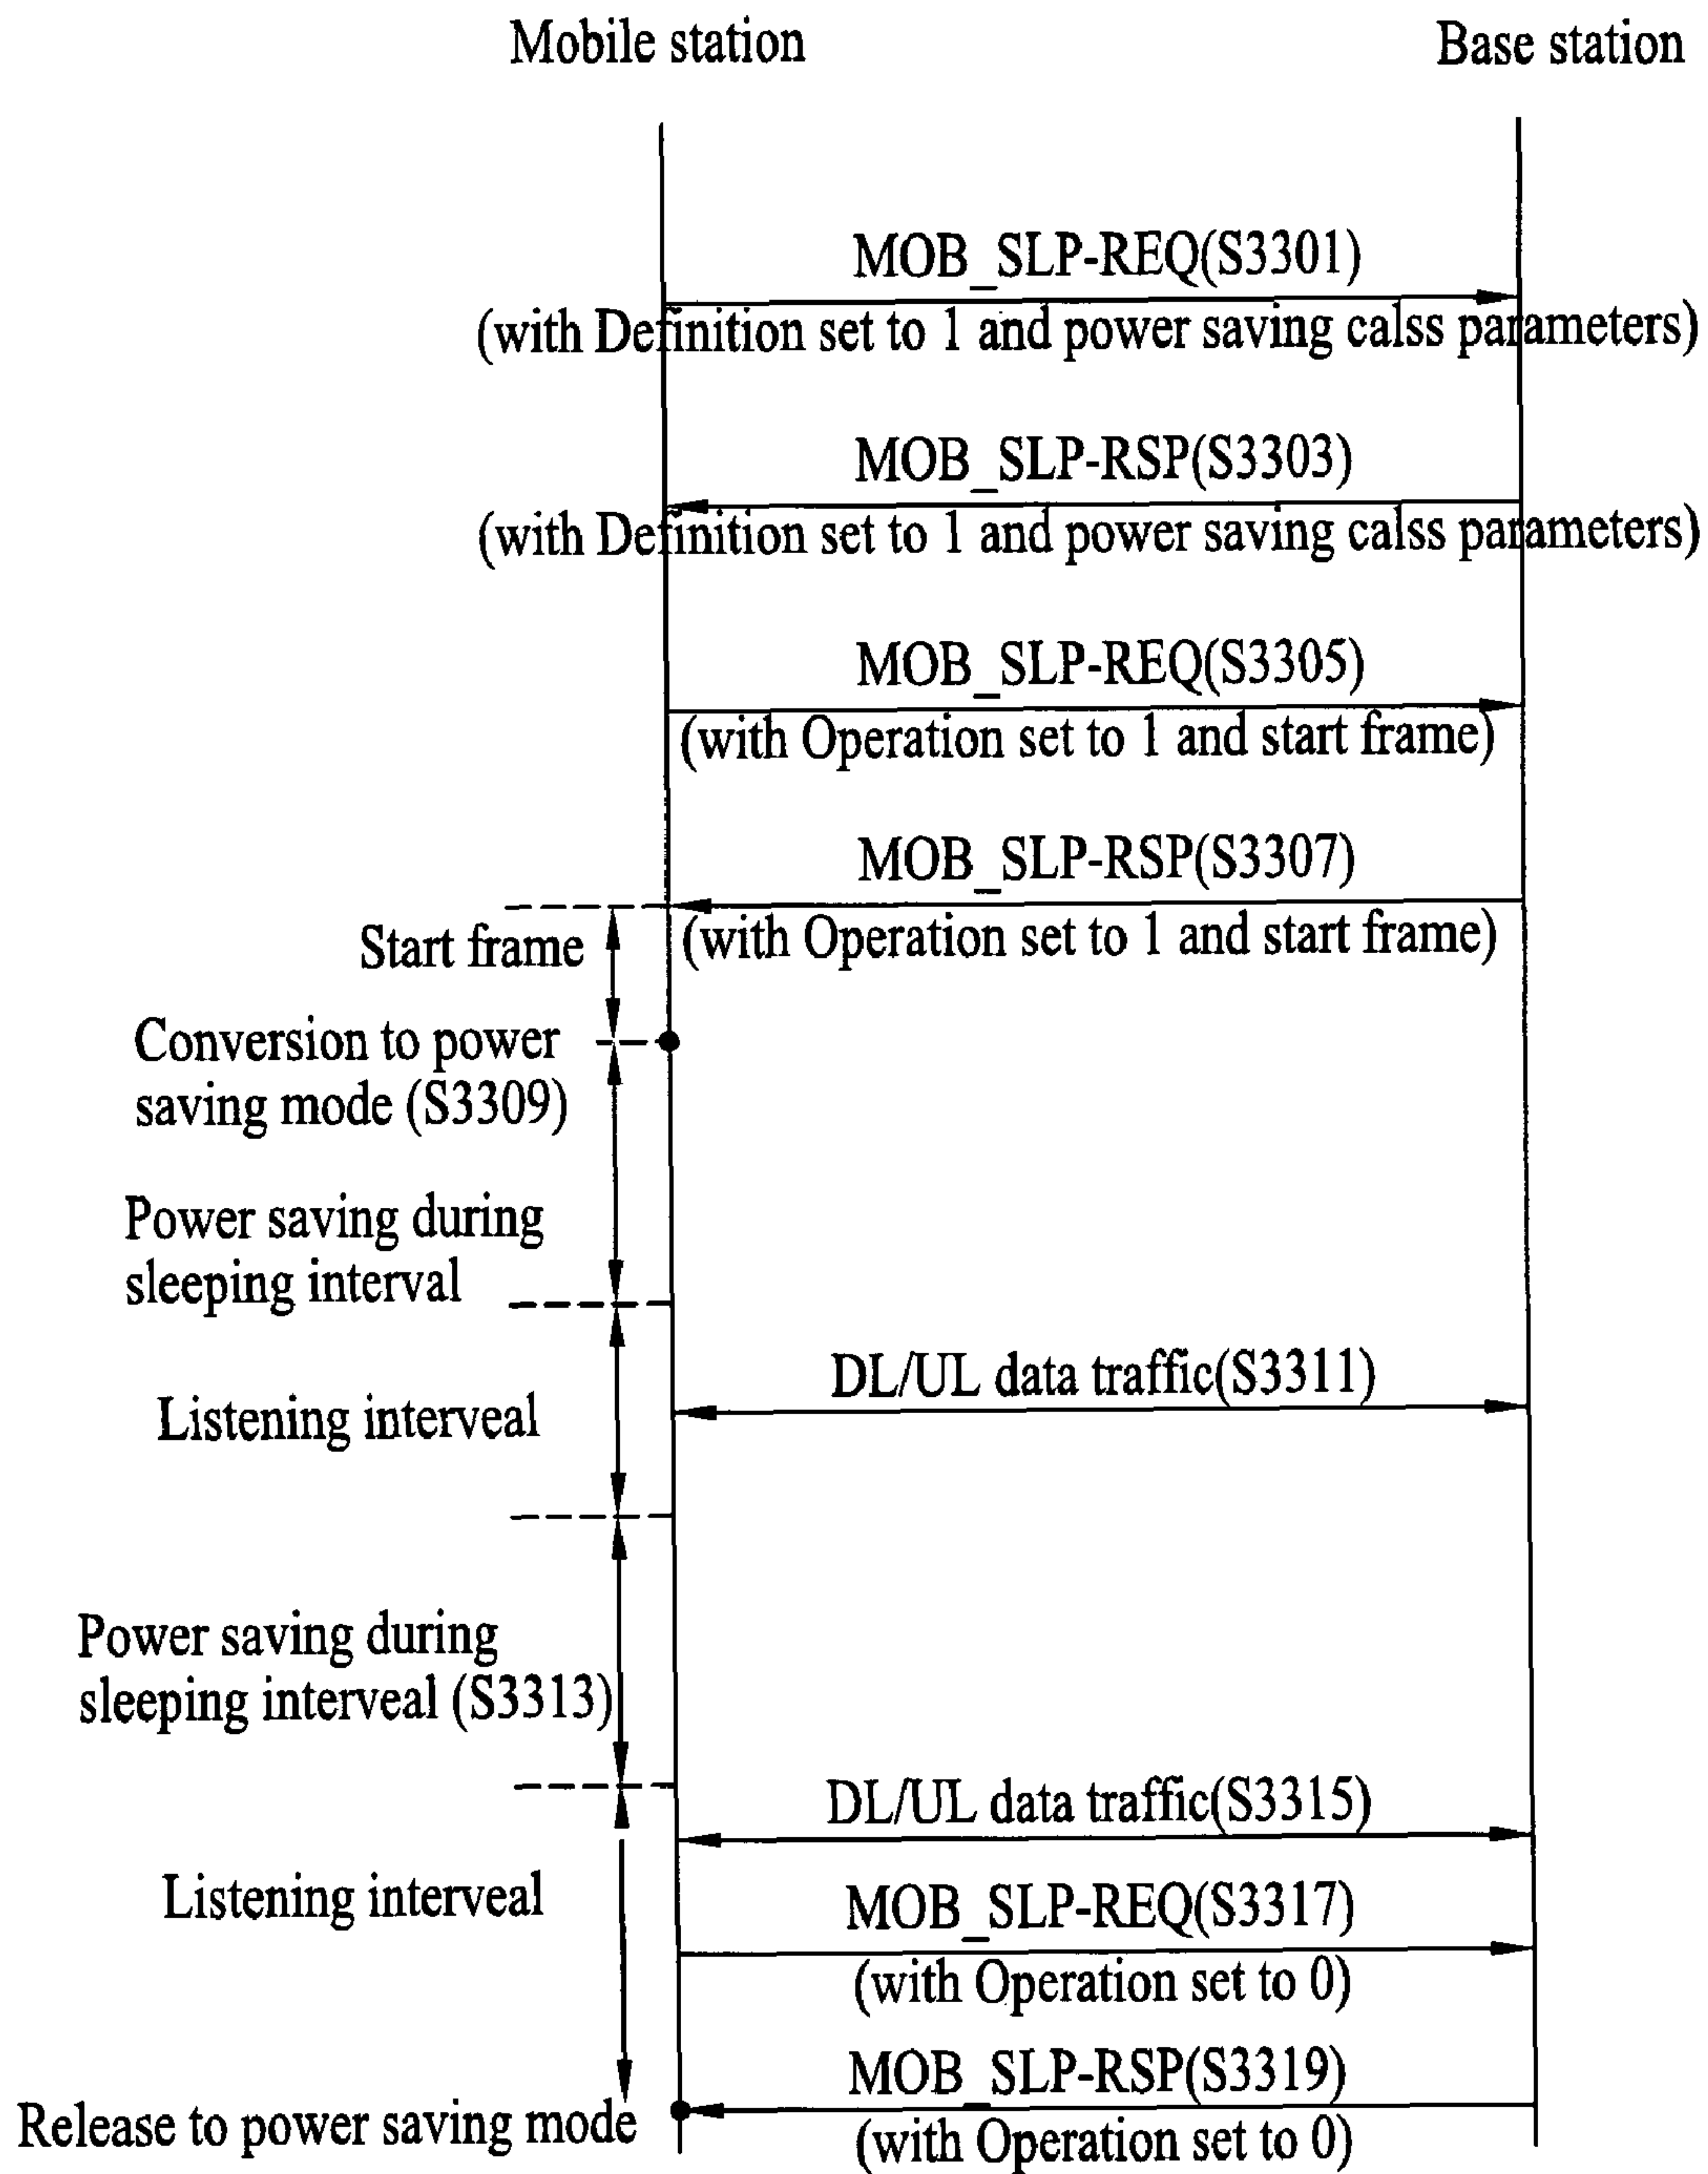 Mobile station
Base station
MOB_SLP-REQ(S3301)
(with Definition set to 1 and power saving calss parameters)
MOB_SLP-RSP(S3303)
(with Definition set to 1 and power saving calss parameters)
MOB_SLP-REQ(S3305)
(with Operation set to 1 and start frame)
MOB_SLP-RSP(S3307)
(with Operation set to 1 and start frame)
Start frame
Conversion to power
saving mode (S3309)
Power saving during
sleeping interval
DL/UL data traffic(S3311)
Listening interveal
Power saving during
sleeping interveal (S3313)
DL/UL data traffic(S3315)
Listening interveal
MOB_SLP-REQ(S3317)
(with Operation set to 0)
MOB_SLP-RSP(S3319)
Release to power saving mode
(with Operation set to 0)